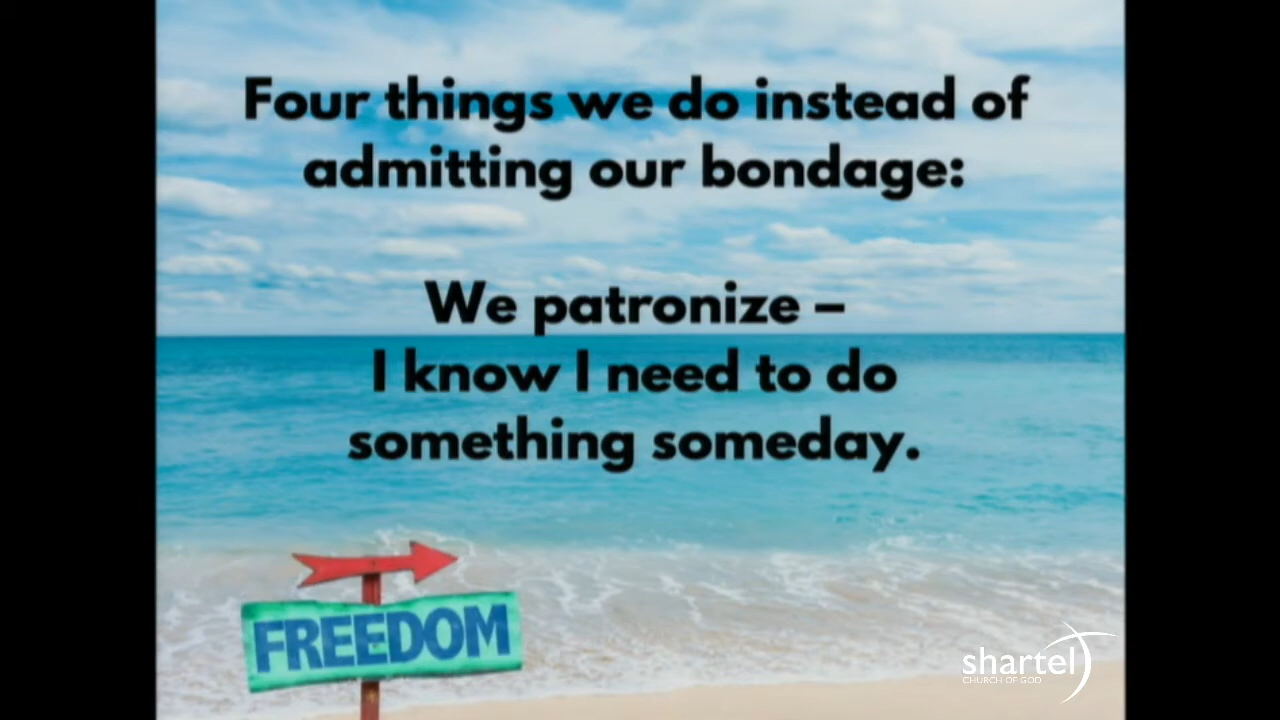 Four things we do instead of
admitting our bondage:
We patronize –
I know I need to do
something someday.
FREEDOM
shartel
CHURCH OF GOD